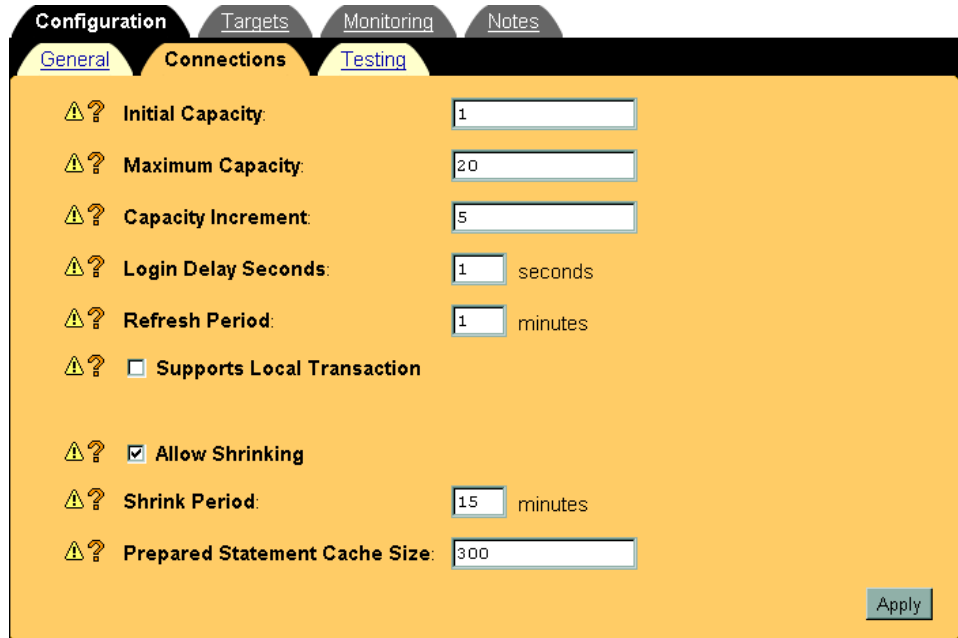 Configuration Targets Monitoring Notes
General Connections Testing
Initial Capacity: 1
Maximum Capacity: 20
Capacity Increment: 5
Login Delay Seconds: 1 seconds
Refresh Period: 1 minutes
Supports Local Transaction
Allow Shrinking
Shrink Period: 15 minutes
Prepared Statement Cache Size: 300
Apply